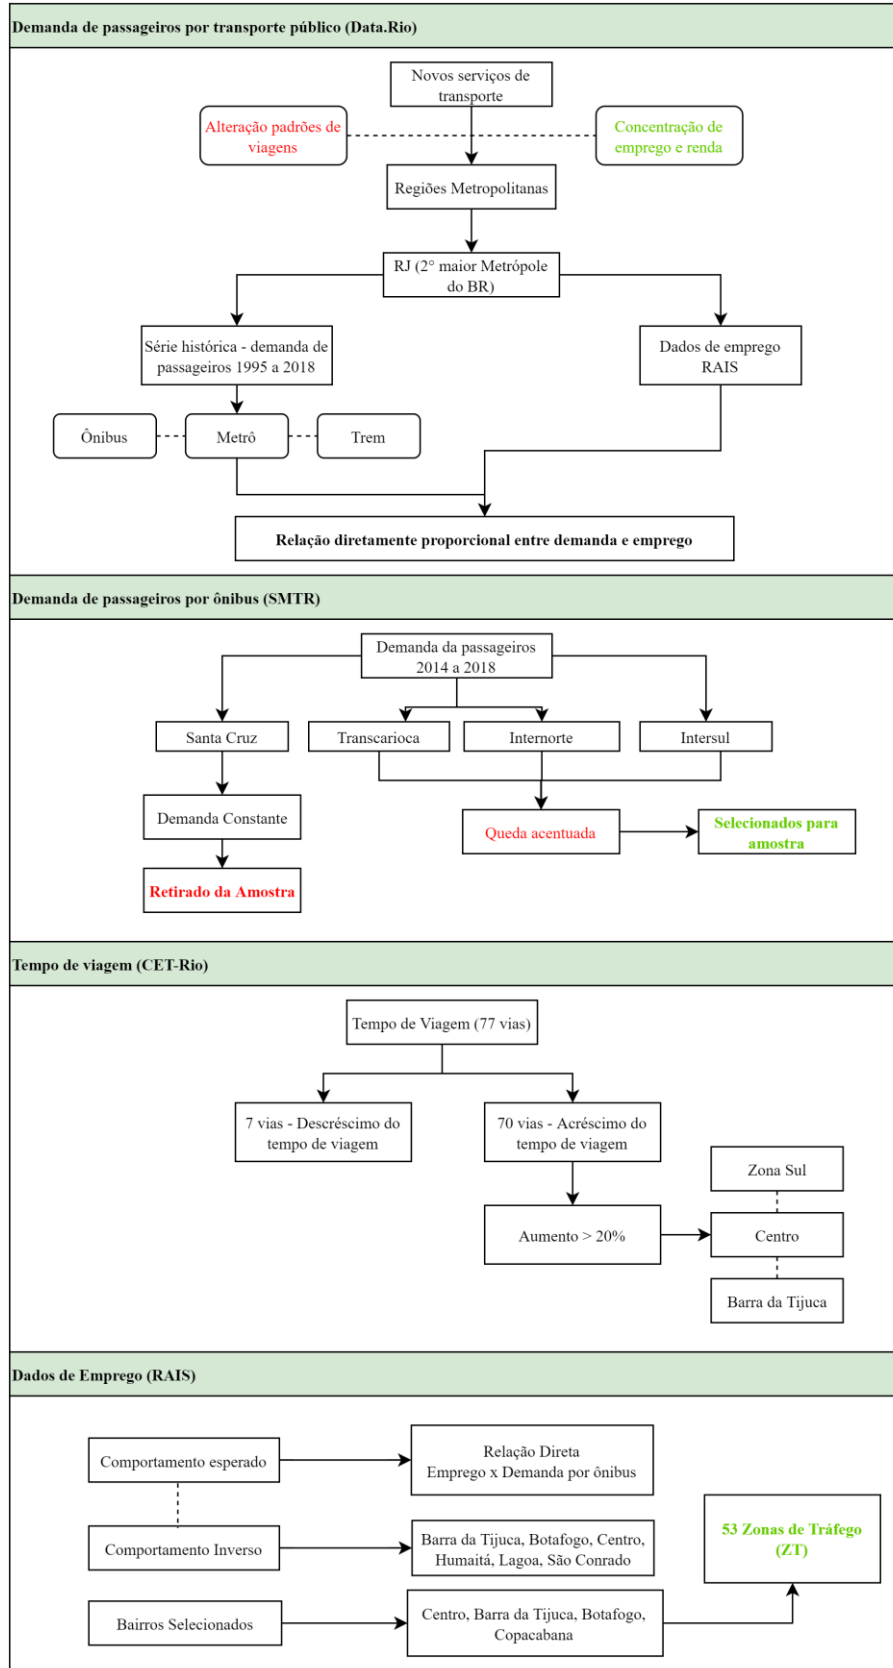 Demanda de passageiros por transporte público (Data.Rio)
Novos serviços de
transporte
Alteração padrões de
viagens
Concentração de
emprego e renda
Regiões Metropolitanas
RJ (2° maior Metrópole
do BR)
Série histórica - demanda de
passageiros 1995 a 2018
Dados de emprego
RAIS
Ônibus
Metrô
Trem
Relação diretamente proporcional entre demanda e emprego
Demanda de passageiros por ônibus (SMTR)
Demanda da passageiros
2014 a 2018
Santa Cruz
Transcarioca
Internorte
Intersul
Demanda Constante
Queda acentuada
Selecionados para
amostra
Retirado da Amostra
Tempo de viagem (CET-Rio)
Tempo de Viagem (77 vias)
7 vias - Descréscimo do
tempo de viagem
70 vias - Acréscimo do
tempo de viagem
Zona Sul
Aumento > 20%
Centro
Barra da Tijuca
Dados de Emprego (RAIS)
Comportamento esperado
Relação Direta
Emprego x Demanda por ônibus
Comportamento Inverso
Barra da Tijuca, Botafogo, Centro,
Humaitá, Lagoa, São Conrado
53 Zonas de Tráfego
(ZT)
Bairros Selecionados
Centro, Barra da Tijuca, Botafogo,
Copacabana